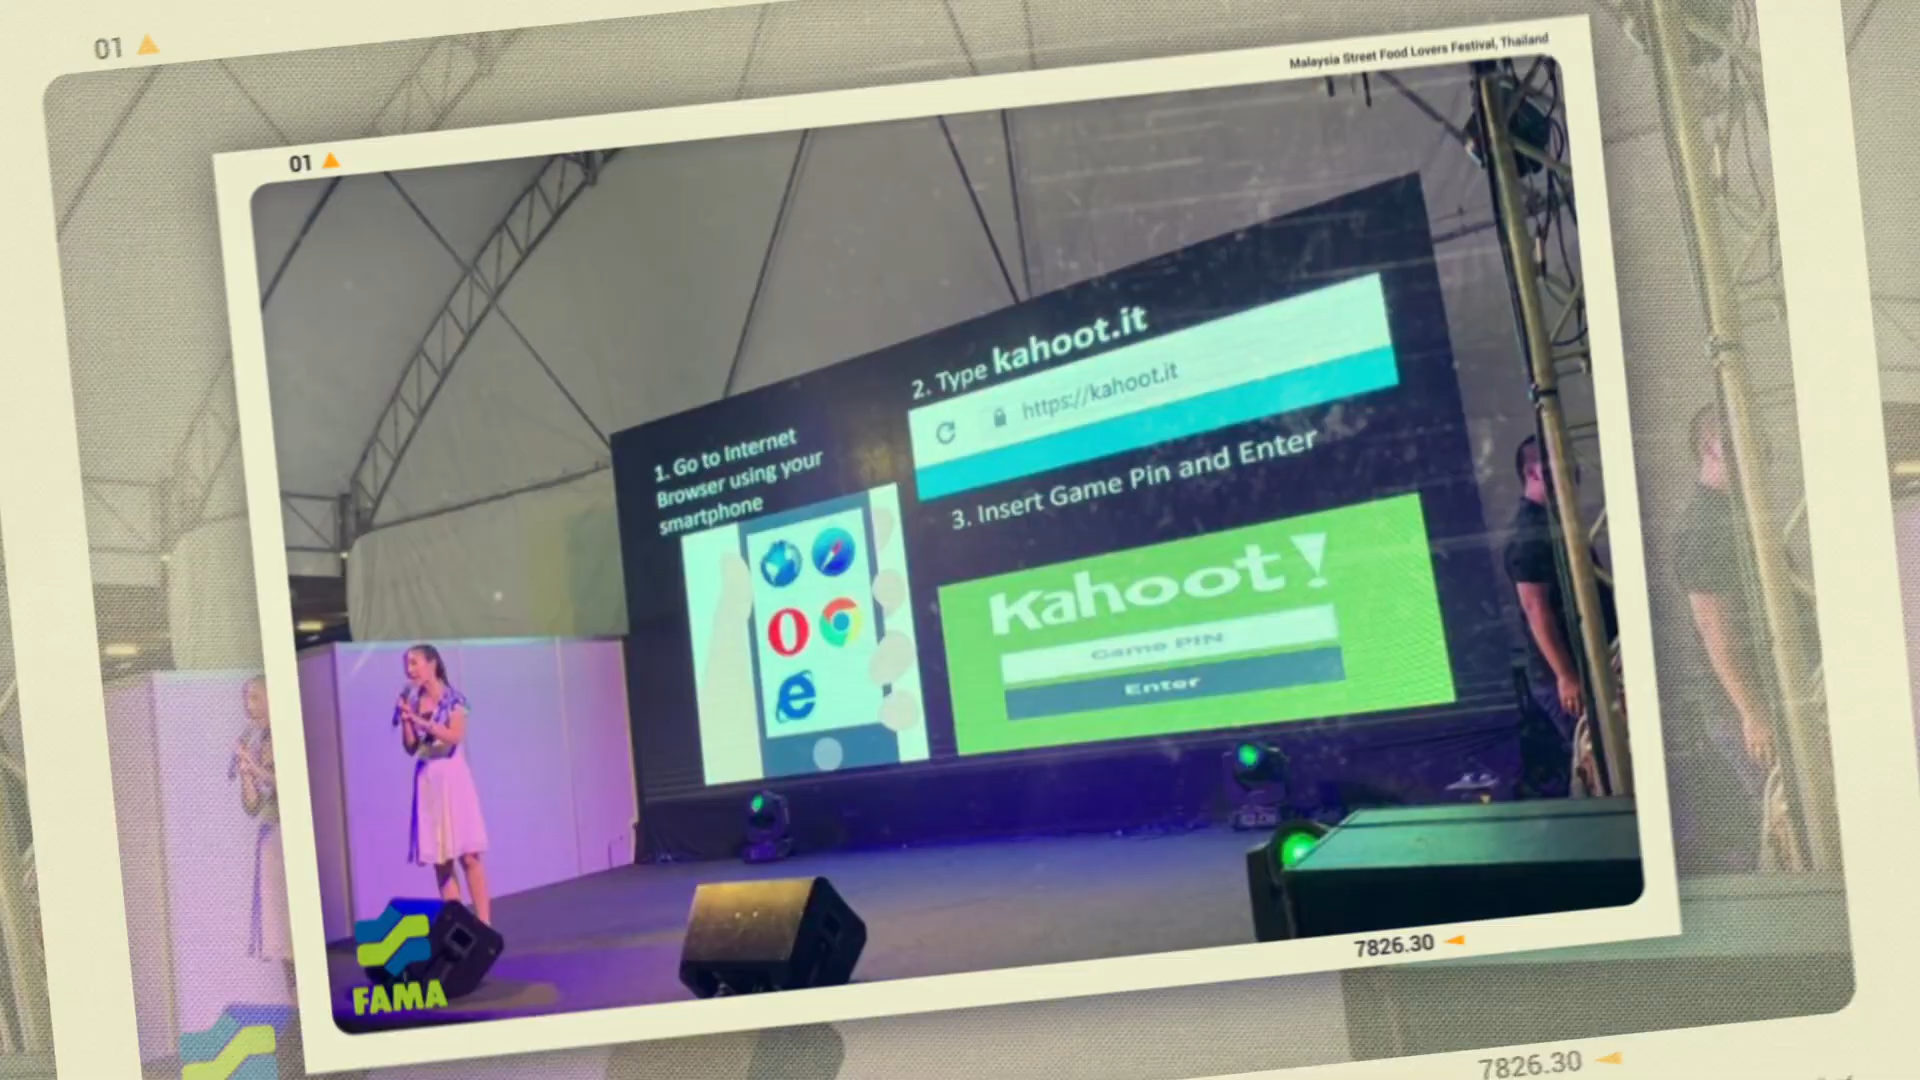 01
Malaysia Street Food Lovers Festival, Thailand
01
1. Go to Internet
Browser using your
smartphone
2. Type kahoot.it
https://kahoot.it
3. Insert Game Pin and Enter
Kahoot!
Game PIN
Enter
FAMA
7826.30
7826.30